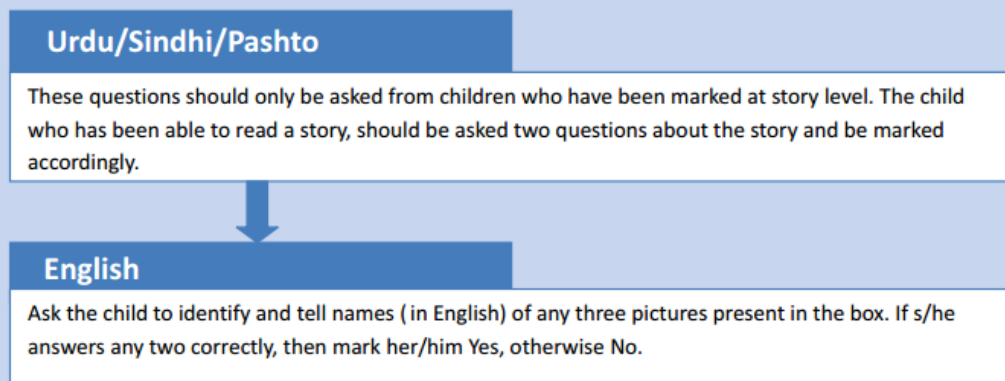 Urdu/Sindhi/Pashto
These questions should only be asked from children who have been marked at story level. The child
who has been able to read a story, should be asked two questions about the story and be marked
accordingly.
English
Ask the child to identify and tell names ( in English) of any three pictures present in the box. If s/he
answers any two correctly, then mark her/him Yes, otherwise No.